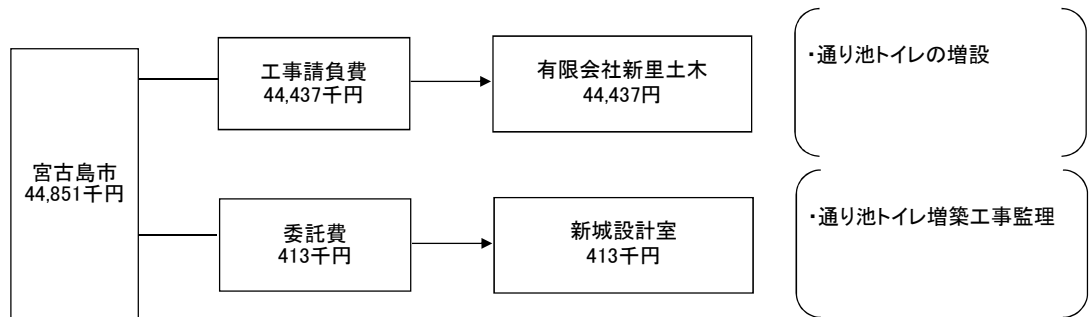 宮古島市
44,851千円
工事請負費
44,437千円
有限会社新里土木
44,437円
・通り池トイレの増設
委託費
413千円
新城設計室
413千円
・通り池トイレ増築工事監理